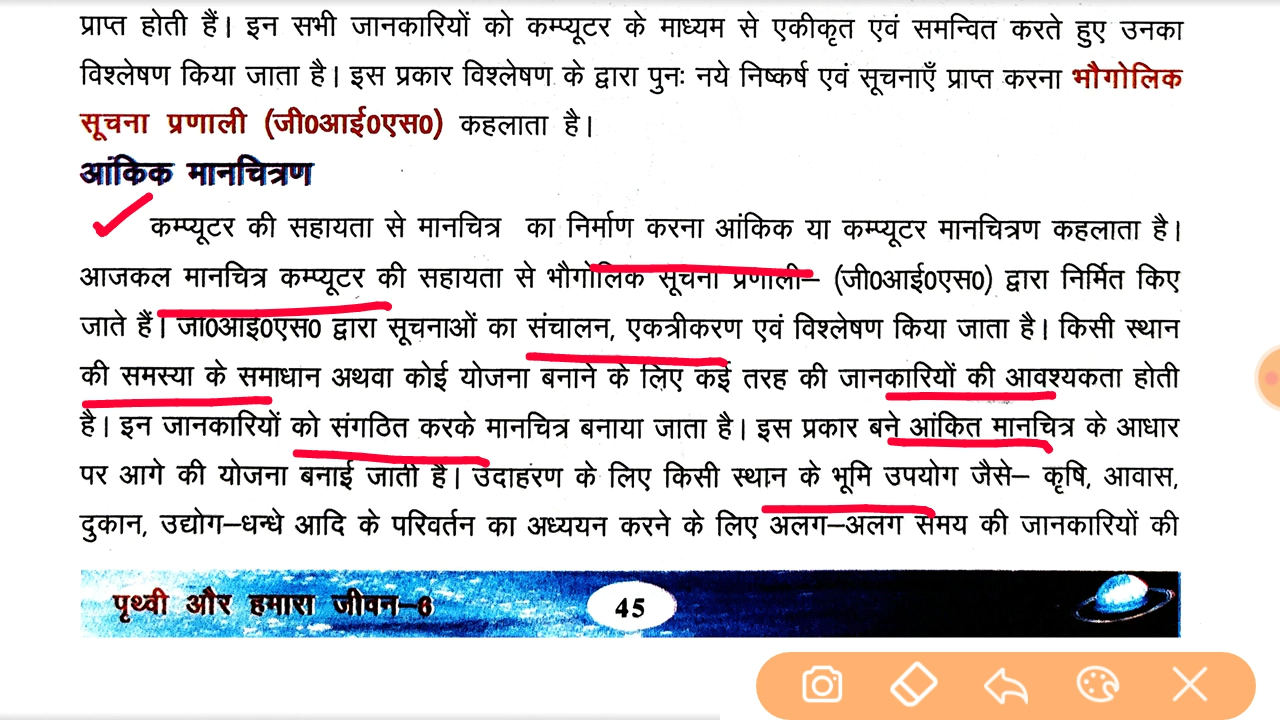 प्राप्त होती हैं। इन सभी जानकारियों को कम्प्यूटर के माध्यम से एकीकृत एवं समन्वित करते हुए उनका
विश्लेषण किया जाता है। इस प्रकार विश्लेषण के द्वारा पुनः नये निष्कर्ष एवं सूचनाएँ प्राप्त करना भौगोलिक
सूचना प्रणाली (जी0आई0एस0) कहलाता है।
आंकिक मानचित्रण
कम्प्यूटर की सहायता से मानचित्र का निर्माण करना आंकिक या कम्प्यूटर मानचित्रण कहलाता है।
आजकल मानचित्र कम्प्यूटर की सहायता से भौगोलिक सूचना प्रणाली– (जी0आई0एस0) द्वारा निर्मित किए
जाते हैं। जी0आई0एस0 द्वारा सूचनाओं का संचालन, एकत्रीकरण एवं विश्लेषण किया जाता है। किसी स्थान
की समस्या के समाधान अथवा कोई योजना बनाने के लिए कई तरह की जानकारियों की आवश्यकता होती
है। इन जानकारियों को संगठित करके मानचित्र बनाया जाता है। इस प्रकार बने आंकित मानचित्र के आधार
पर आगे की योजना बनाई जाती है। उदाहरण के लिए किसी स्थान के भूमि उपयोग जैसे– कृषि, आवास,
दुकान, उद्योग–धन्धे आदि के परिवर्तन का अध्ययन करने के लिए अलग–अलग समय की जानकारियों की
पृथ्वी और हमारा जीवन–6
45